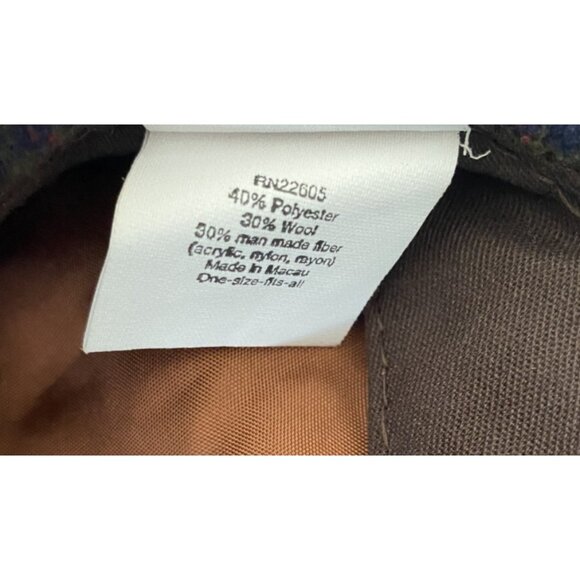 RN22605
40% Polyester
30% Wool
30% man made fiber
(acrylic, nylon, rayon)
Made in Macau
One-size-fits-all